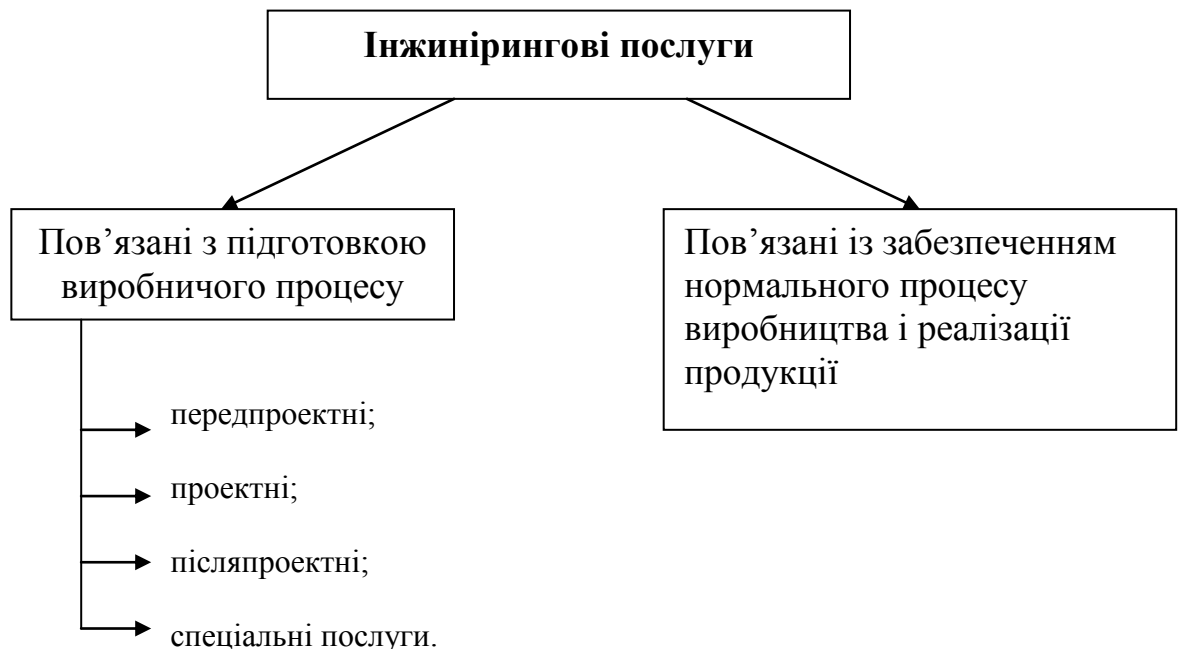 Інжинірингові послуги
Пов’язані з підготовкою
виробничого процесу
передпроектні;
проектні;
післяпроектні;
спеціальні послуги.
Пов’язані із забезпеченням
нормального процесу
виробництва і реалізації
продукції